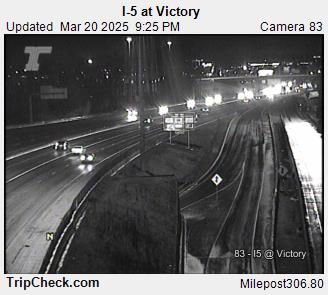 I-5 at Victory
Updated Mar 20 2025 9:25 PM Camera 83
T
N
83 - I5 @ Victory
TripCheck.com Milepost306.80